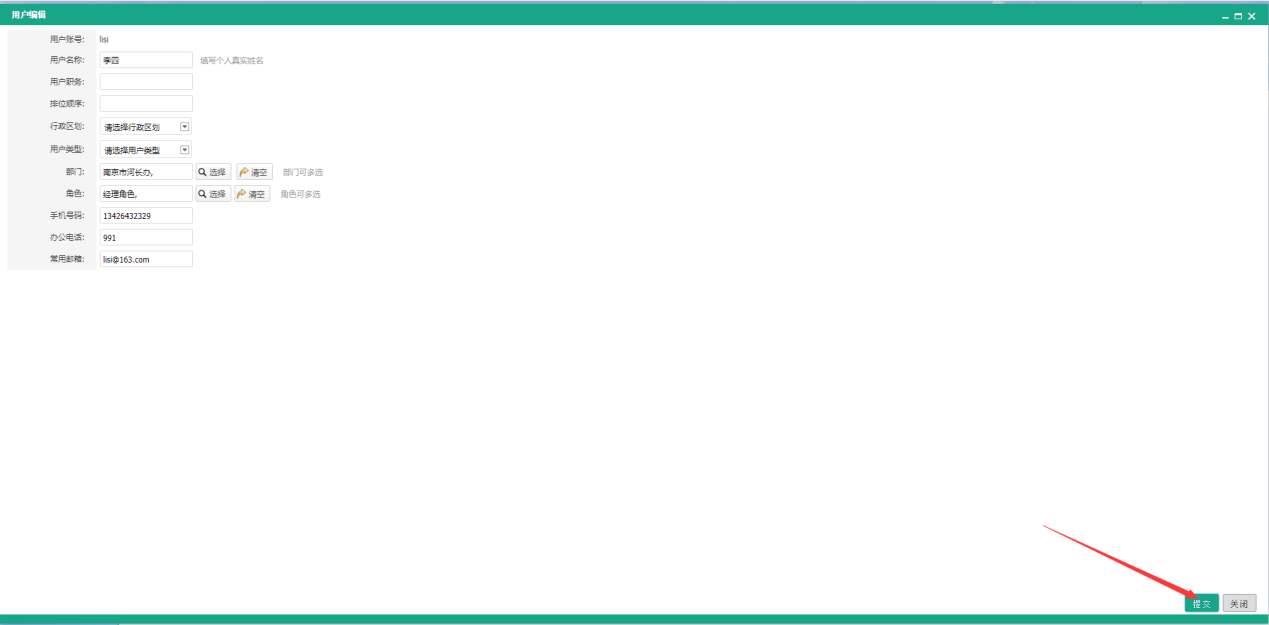 用户编辑
用户账号: lisi
用户名称: 李四 填写个人真实姓名
用户职务:
排位顺序:
行政区划: 请选择行政区划
用户类型: 请选择用户类型
部门: 南京市河长办, 选择 清空 部门可多选
角色: 经理角色, 选择 清空 角色可多选
手机号码: 13426432329
办公电话: 991
常用邮箱: lisi@163.com
提交 关闭